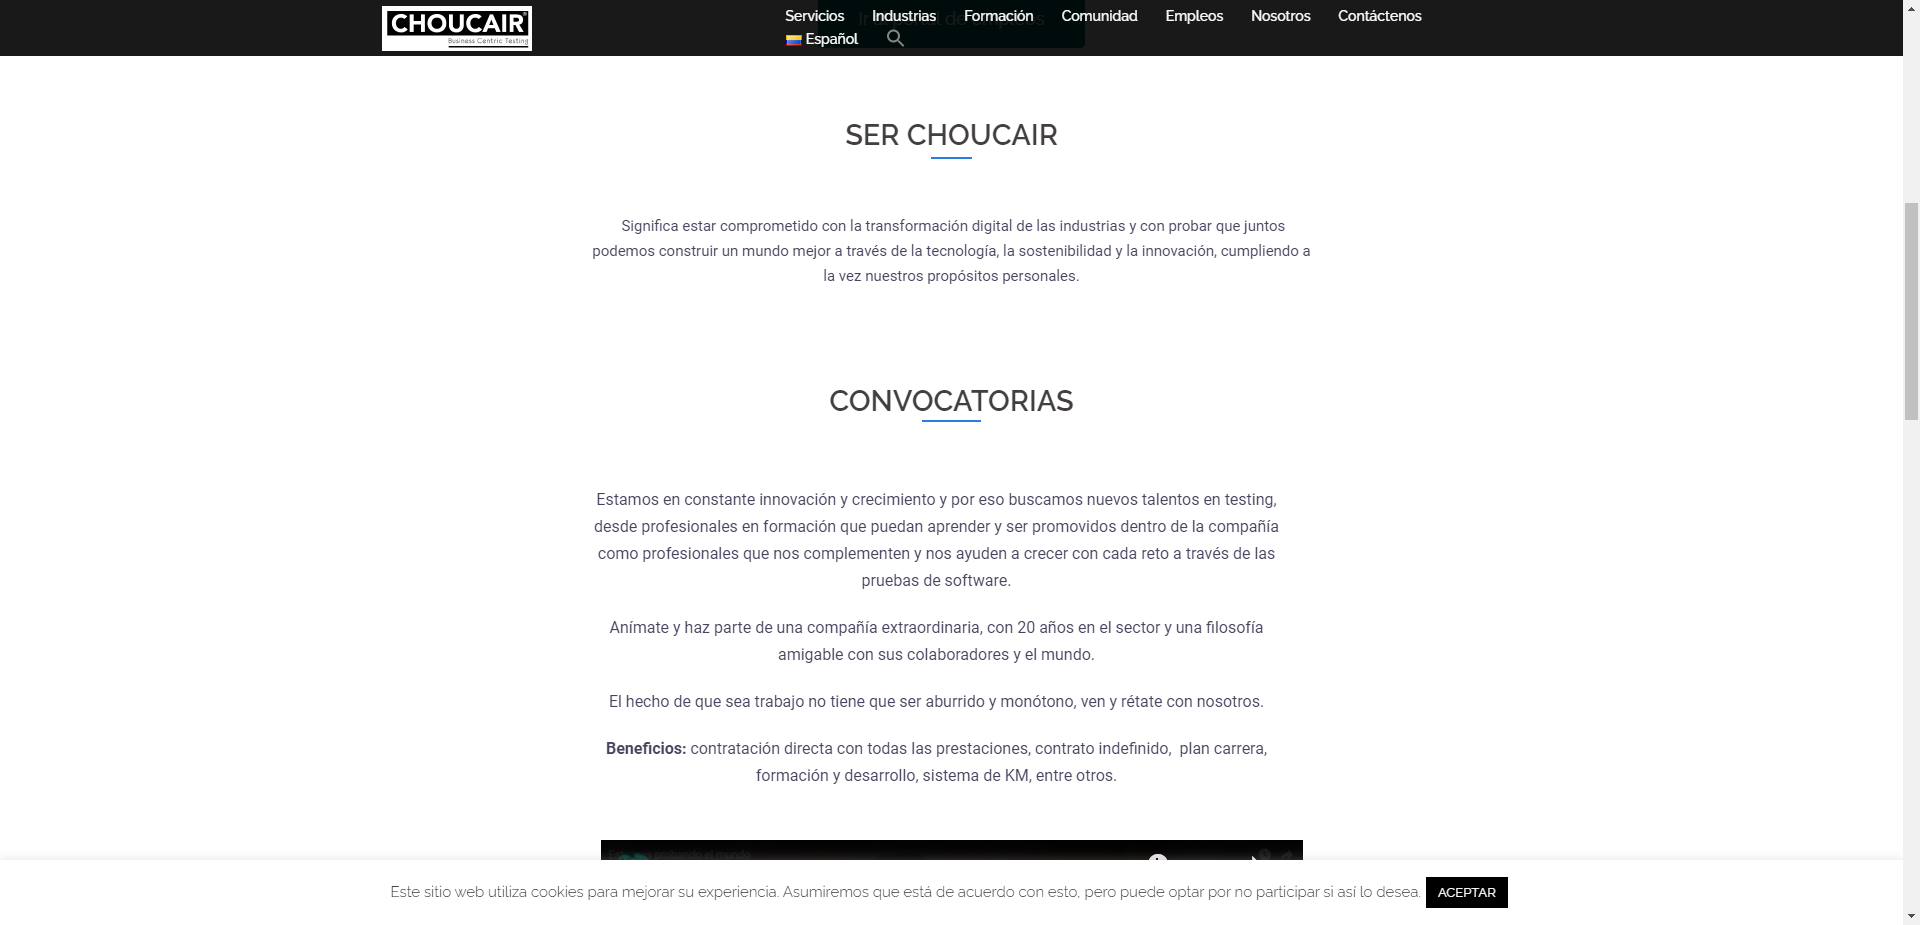 CHOUCAIR®
Business Centric Testing
Servicios Industrias Formación Comunidad Empleos Nosotros Contáctenos
Español
SER CHOUCAIR
Significa estar comprometido con la transformación digital de las industrias y con probar que juntos
podemos construir un mundo mejor a través de la tecnología, la sostenibilidad y la innovación, cumpliendo a
la vez nuestros propósitos personales.
CONVOCATORIAS
Estamos en constante innovación y crecimiento y por eso buscamos nuevos talentos en testing,
desde profesionales en formación que puedan aprender y ser promovidos dentro de la compañía
como profesionales que nos complementen y nos ayuden a crecer con cada reto a través de las
pruebas de software.
Anímate y haz parte de una compañía extraordinaria, con 20 años en el sector y una filosofía
amigable con sus colaboradores y el mundo.
El hecho de que sea trabajo no tiene que ser aburrido y monótono, ven y rétate con nosotros.
Beneficios: contratación directa con todas las prestaciones, contrato indefinido,  plan carrera,
formación y desarrollo, sistema de KM, entre otros.
Este sitio web utiliza cookies para mejorar su experiencia. Asumiremos que está de acuerdo con esto, pero puede optar por no participar si así lo desea. ACEPTAR